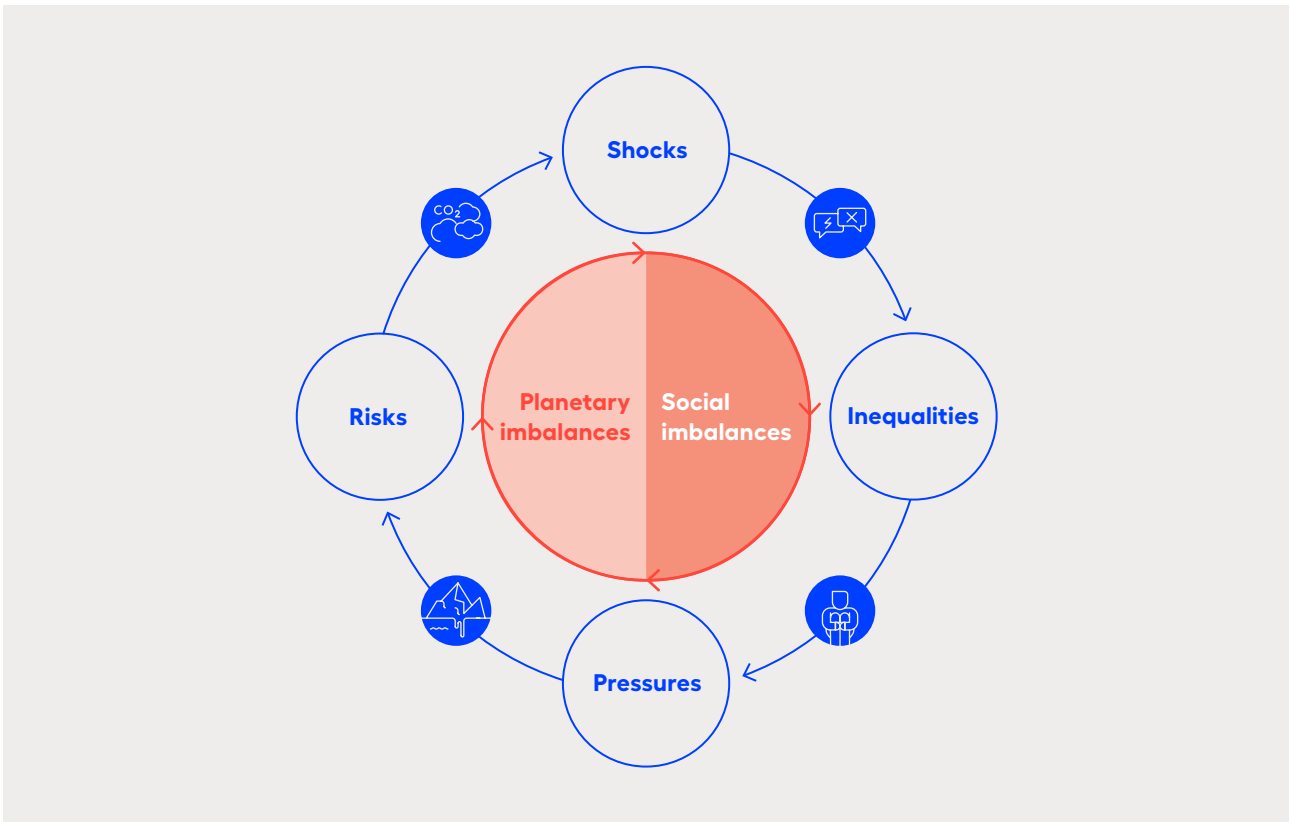 Shocks
CO2
Risks
Planetary
imbalances
Social
imbalances
Inequalities
Pressures